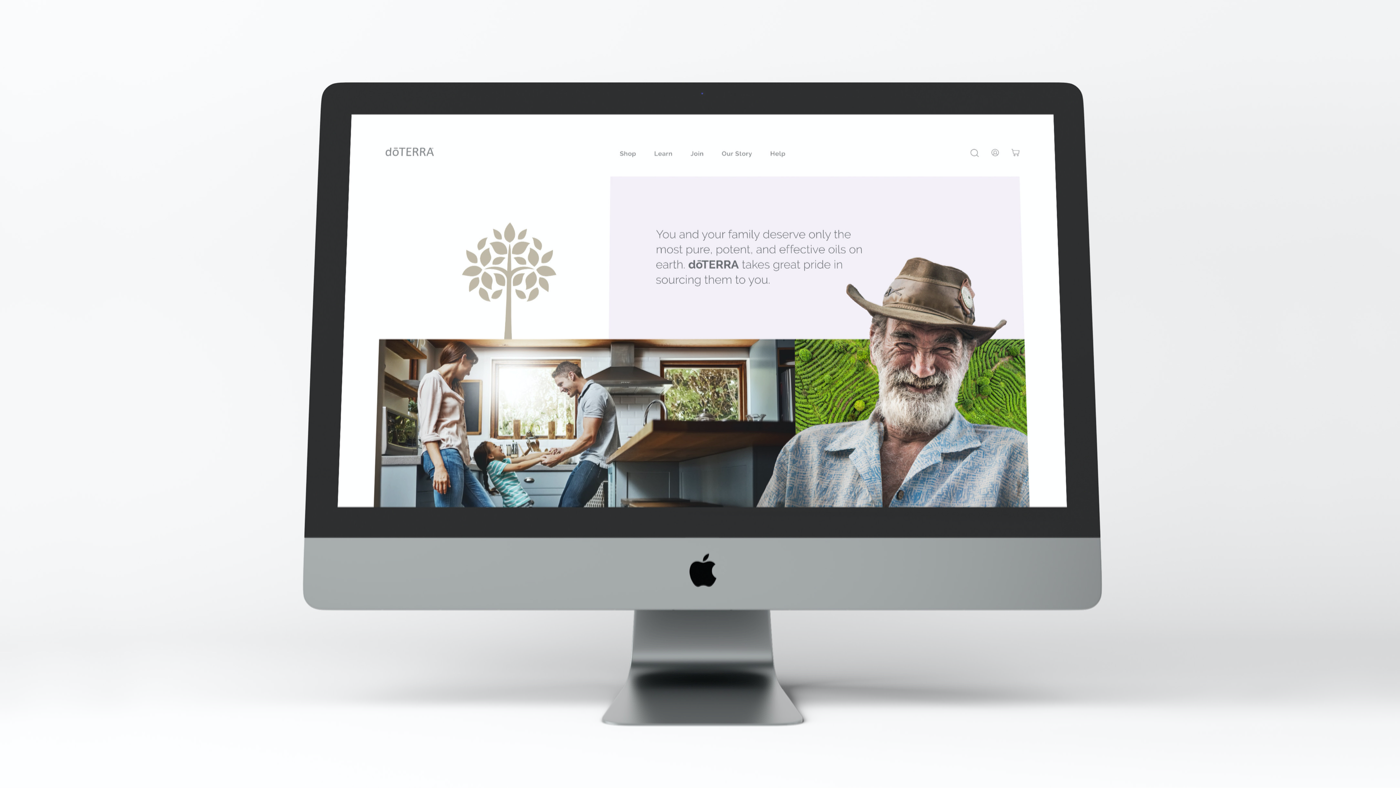 dōTERRA
Shop Learn Join Our Story Help
You and your family deserve only the
most pure, potent, and effective oils on
earth. dōTERRA takes great pride in
sourcing them to you.